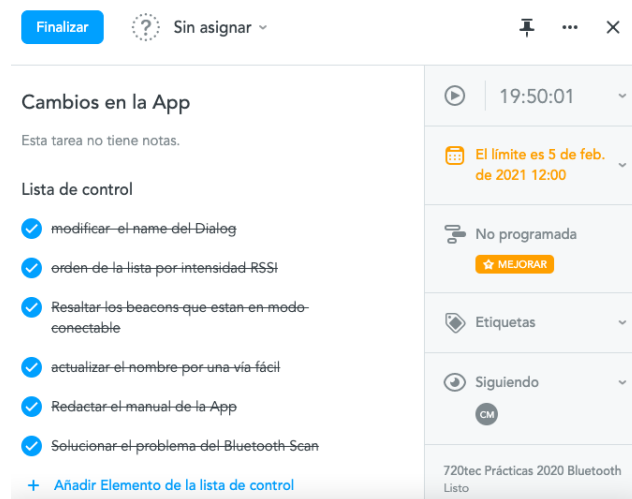 Finalizar
Sin asignar
Cambios en la App
Esta tarea no tiene notas.
Lista de control
modificar el name del Dialog
orden de la lista por intensidad RSSI
Resaltar los beacons que estan en modo
conectable
actualizar el nombre por una vía fácil
Redactar el manual de la App
Solucionar el problema del Bluetooth Scan
+ Añadir Elemento de la lista de control
19:50:01
El límite es 5 de feb.
de 2021 12:00
No programada
MEJORAR
Etiquetas
Siguiendo
CM
720tec Prácticas 2020 Bluetooth
Listo